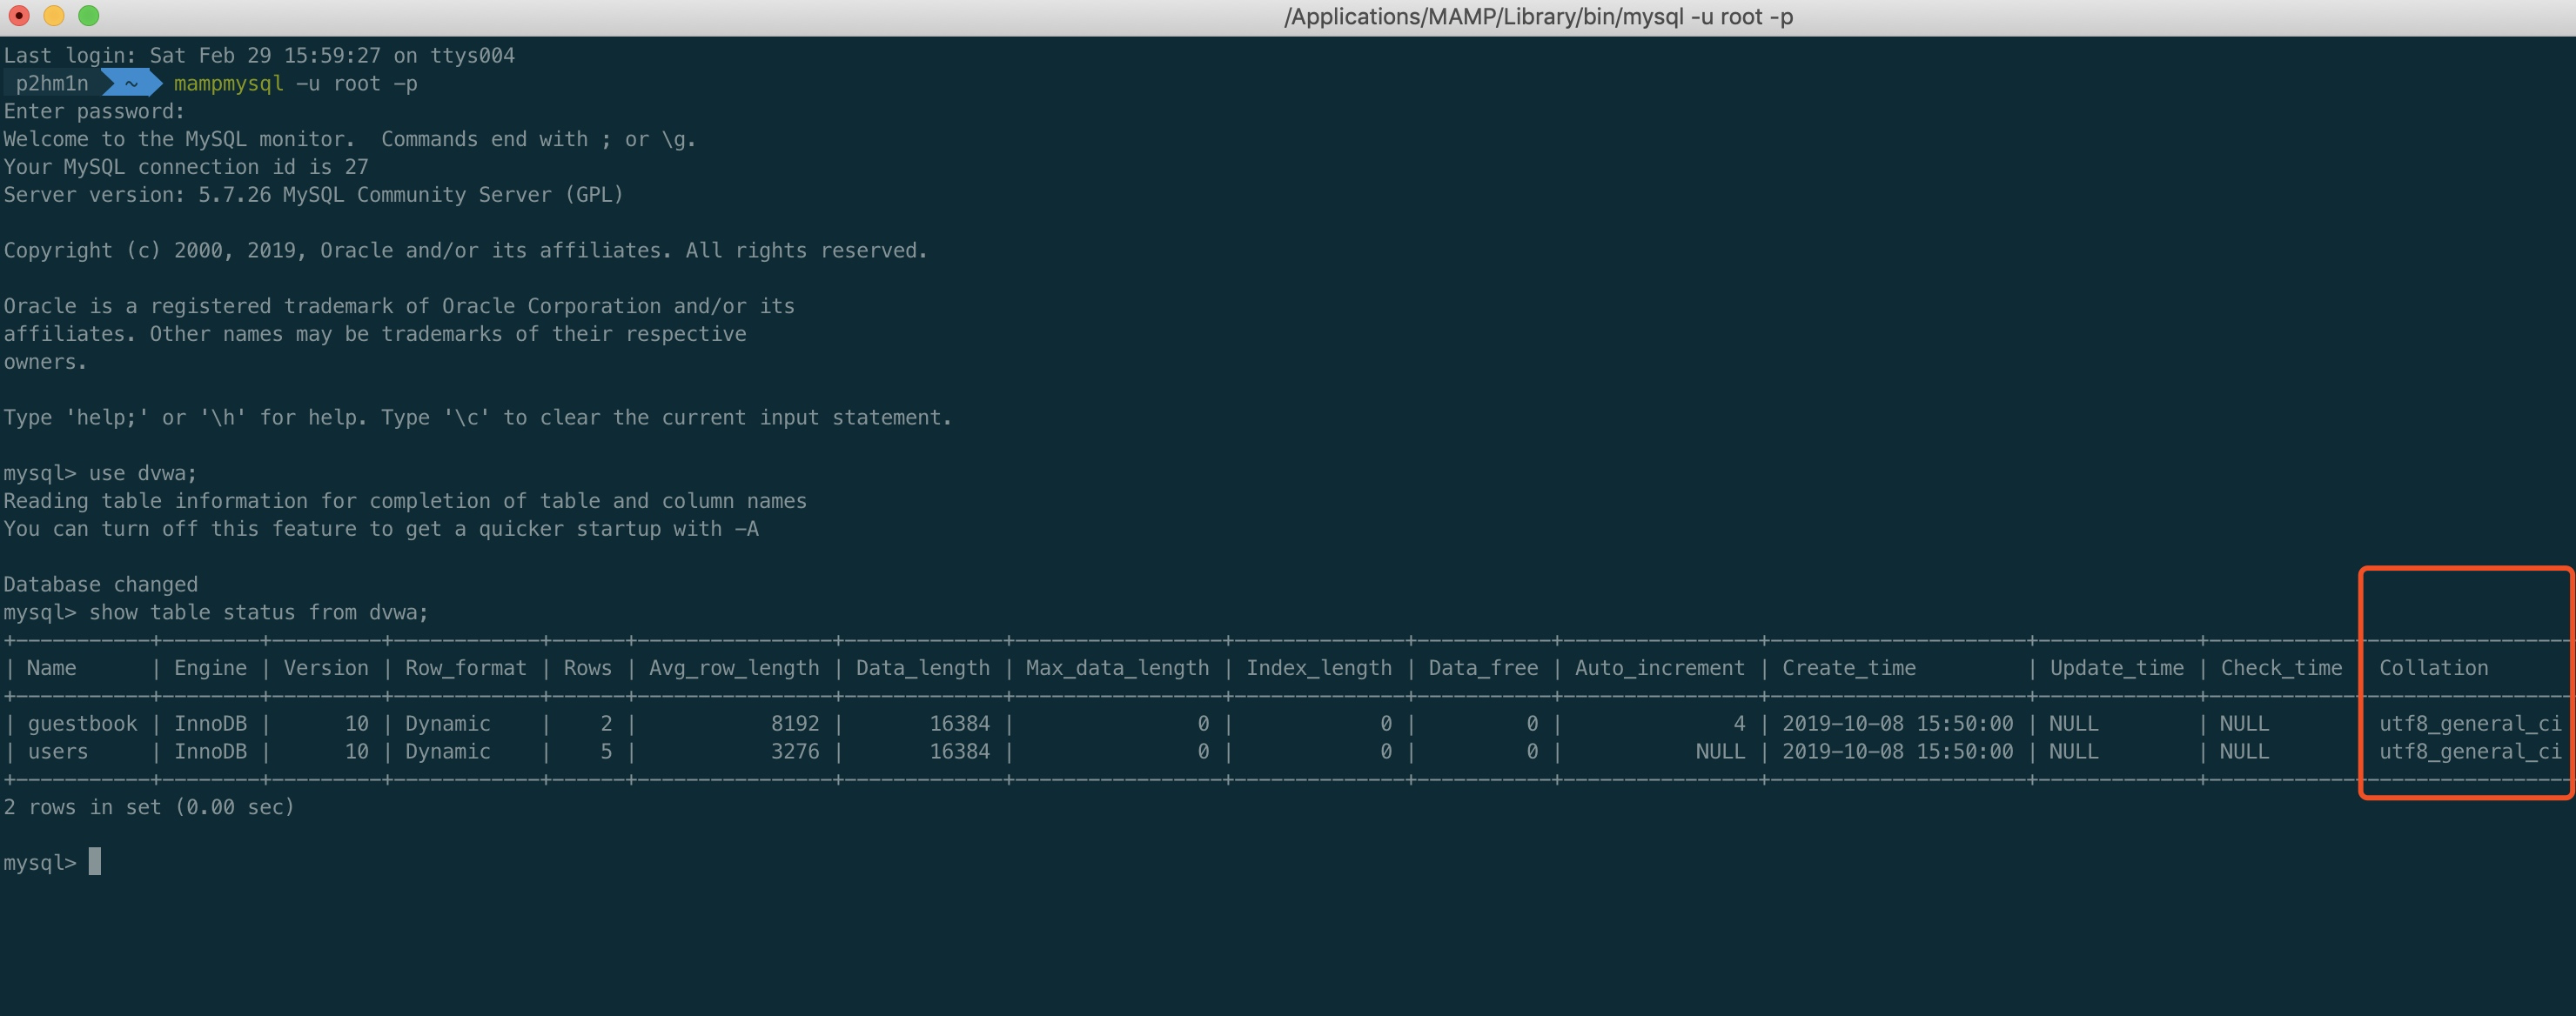 /Applications/MAMP/Library/bin/mysql -u root -p
Last login: Sat Feb 29 15:59:27 on ttys004
p2hm1n ~ mampmysql -u root -p
Enter password:
Welcome to the MySQL monitor.  Commands end with ; or \g.
Your MySQL connection id is 27
Server version: 5.7.26 MySQL Community Server (GPL)
Copyright (c) 2000, 2019, Oracle and/or its affiliates. All rights reserved.
Oracle is a registered trademark of Oracle Corporation and/or its
affiliates. Other names may be trademarks of their respective
owners.
Type 'help;' or '\h' for help. Type '\c' to clear the current input statement.
mysql> use dvwa;
Reading table information for completion of table and column names
You can turn off this feature to get a quicker startup with -A
Database changed
mysql> show table status from dvwa;
| Name | Engine | Version | Row_format | Rows | Avg_row_length | Data_length | Max_data_length | Index_length | Data_free | Auto_increment | Create_time | Update_time | Check_time | Collation
| guestbook | InnoDB | 10 | Dynamic | 2 | 8192 | 16384 | 0 | 0 | 0 | 4 | 2019-10-08 15:50:00 | NULL | NULL | utf8_general_ci
| users | InnoDB | 10 | Dynamic | 5 | 3276 | 16384 | 0 | 0 | 0 | NULL | 2019-10-08 15:50:00 | NULL | NULL | utf8_general_ci
2 rows in set (0.00 sec)
mysql>